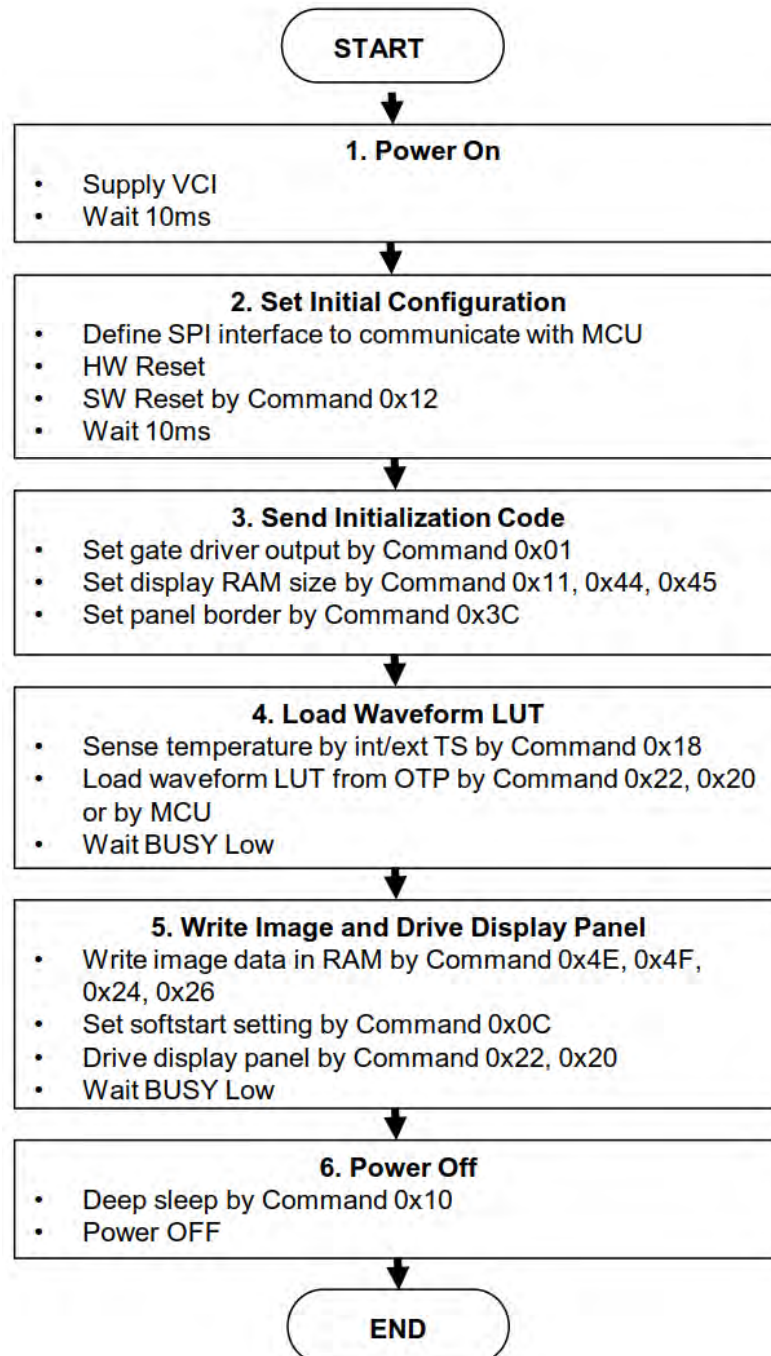 START
1. Power On
• Supply VCI
• Wait 10ms
2. Set Initial Configuration
• Define SPI interface to communicate with MCU
• HW Reset
• SW Reset by Command 0x12
• Wait 10ms
3. Send Initialization Code
• Set gate driver output by Command 0x01
• Set display RAM size by Command 0x11, 0x44, 0x45
• Set panel border by Command 0x3C
4. Load Waveform LUT
• Sense temperature by int/ext TS by Command 0x18
• Load waveform LUT from OTP by Command 0x22, 0x20
or by MCU
• Wait BUSY Low
5. Write Image and Drive Display Panel
• Write image data in RAM by Command 0x4E, 0x4F,
0x24, 0x26
• Set softstart setting by Command 0x0C
• Drive display panel by Command 0x22, 0x20
• Wait BUSY Low
6. Power Off
• Deep sleep by Command 0x10
• Power OFF
END